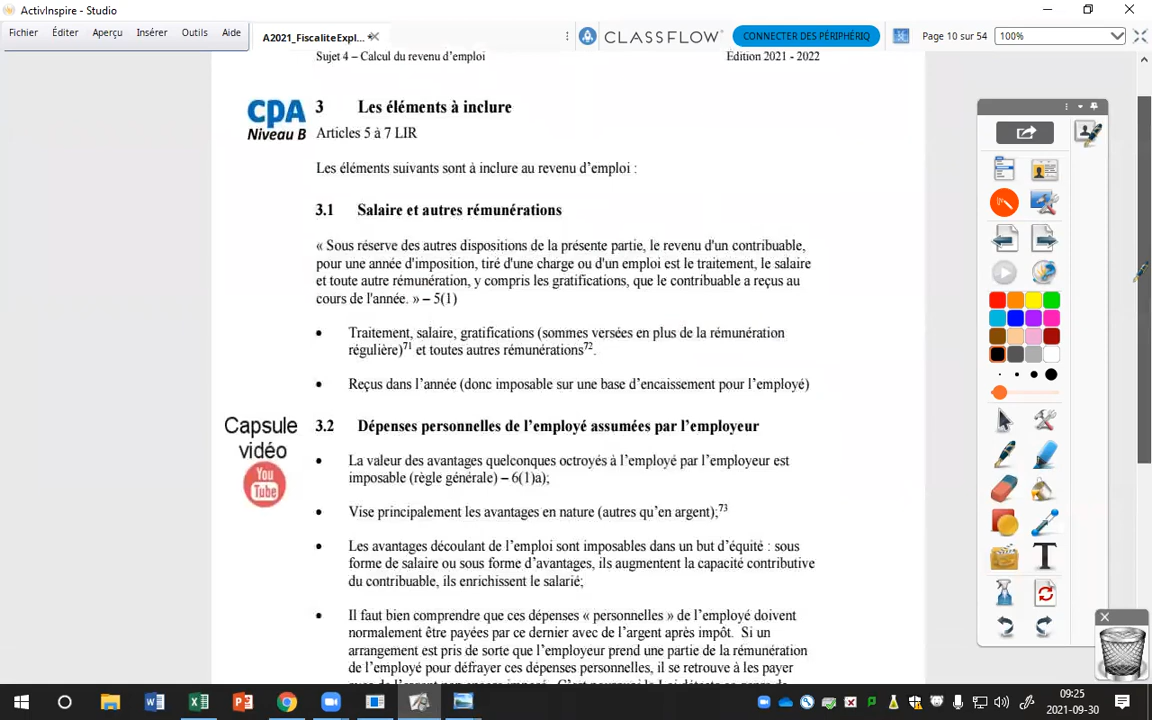 ActivInspire - Studio
Fichier Éditer Aperçu Insérer Outils Aide
A2021_FiscaliteExpl...
CLASSFLOW
CONNECTER DES PÉRIPHÉRIQ
Page 10 sur 54
100%
Sujet 4 – Calcul du revenu d'emploi
Édition 2021 - 2022
CPA
Niveau B
3 Les éléments à inclure
Articles 5 à 7 LIR
Les éléments suivants sont à inclure au revenu d'emploi :
3.1 Salaire et autres rémunérations
« Sous réserve des autres dispositions de la présente partie, le revenu d'un contribuable,
pour une année d'imposition, tiré d'une charge ou d'un emploi est le traitement, le salaire
et toute autre rémunération, y compris les gratifications, que le contribuable a reçus au
cours de l'année. » – 5(1)
• Traitement, salaire, gratifications (sommes versées en plus de la rémunération
régulière)71 et toutes autres rémunérations72.
• Reçus dans l'année (donc imposable sur une base d'encaissement pour l'employé)
Capsule
vidéo
You
Tube
3.2 Dépenses personnelles de l'employé assumées par l'employeur
• La valeur des avantages quelconques octroyés à l'employé par l'employeur est
imposable (règle générale) – 6(1)a);
• Vise principalement les avantages en nature (autres qu'en argent);73
• Les avantages découlant de l'emploi sont imposables dans un but d'équité : sous
forme de salaire ou sous forme d'avantages, ils augmentent la capacité contributive
du contribuable, ils enrichissent le salarié;
• Il faut bien comprendre que ces dépenses « personnelles » de l'employé doivent
normalement être payées par ce dernier avec de l'argent après impôt. Si un
arrangement est pris de sorte que l'employeur prend une partie de la rémunération
de l'employé pour défrayer ces dépenses personnelles, il se retrouve à les payer
09:25
2021-09-30